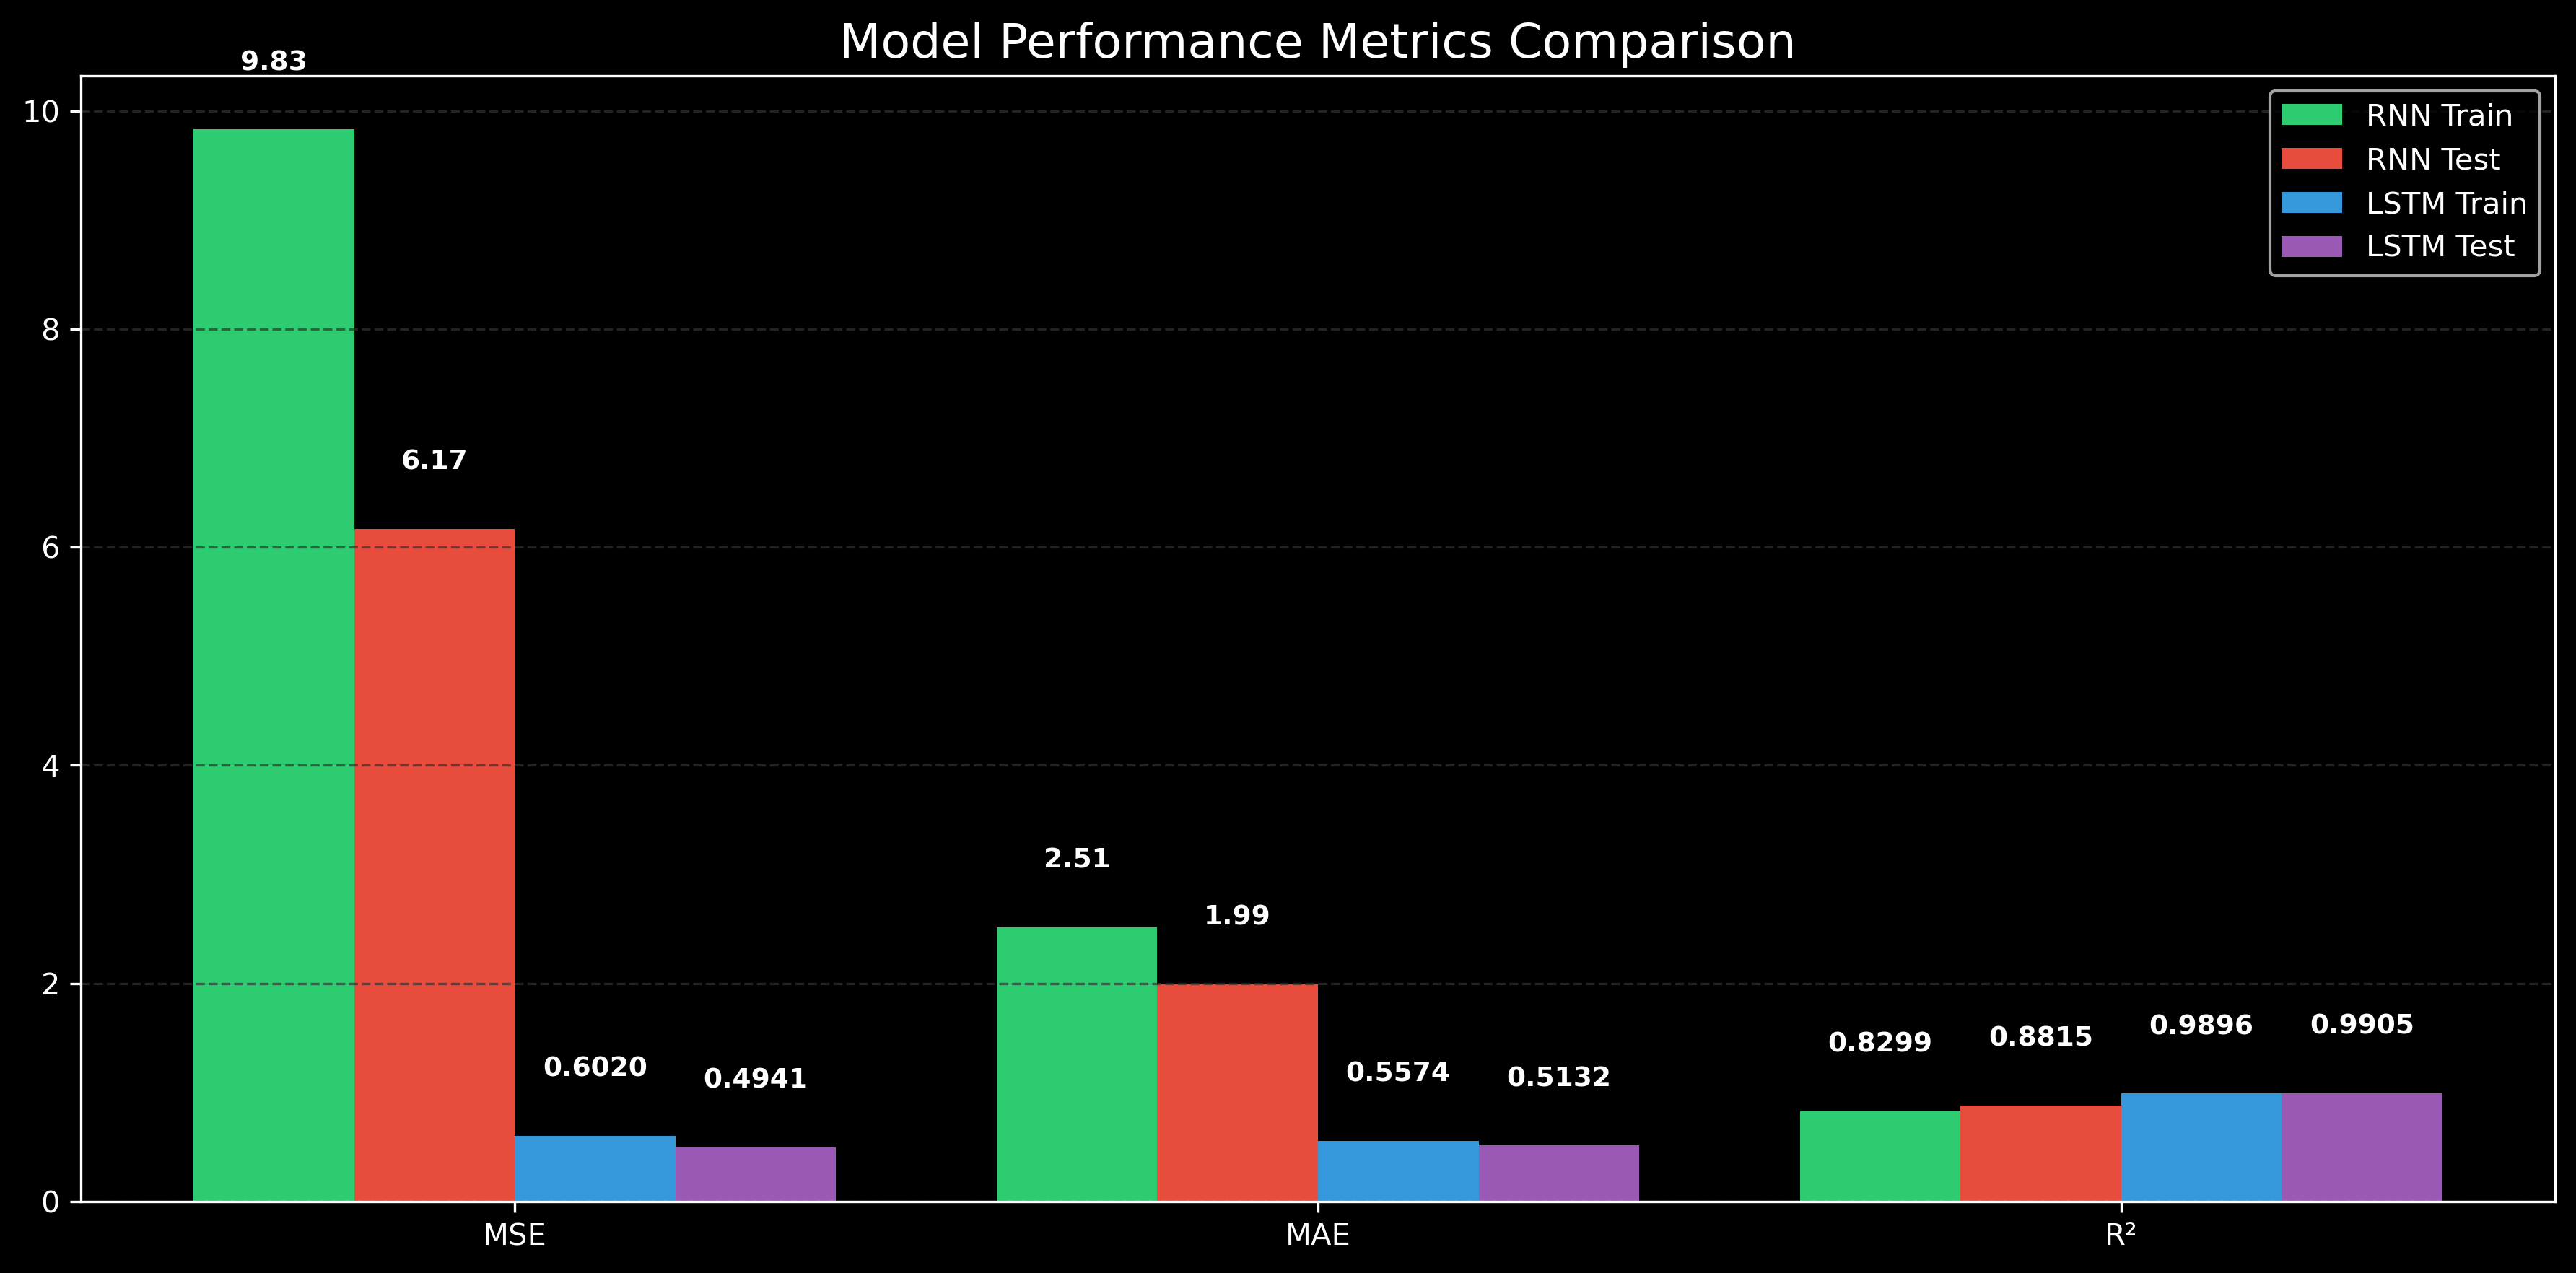 Model Performance Metrics Comparison
9.83
10
8
6
4
2
0
RNN Train
RNN Test
LSTM Train
LSTM Test
6.17
0.6020
0.4941
2.51
1.99
0.5574
0.5132
0.8299
0.8815
0.9896
0.9905
MSE
MAE
R²